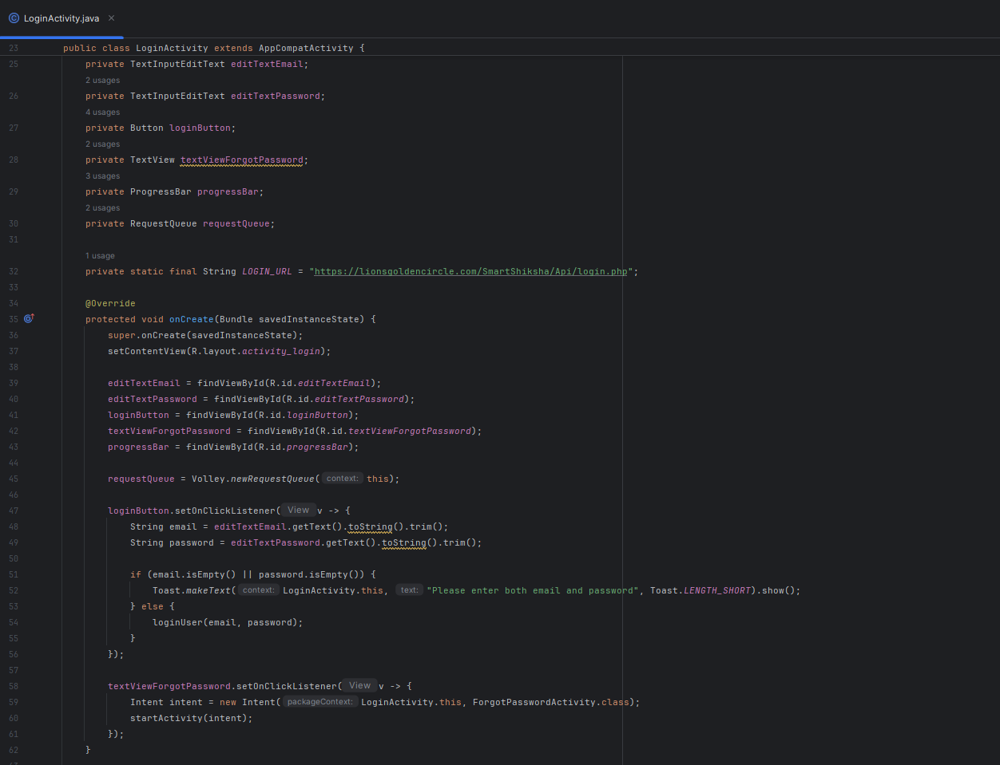 LoginActivity.java
23 public class LoginActivity extends AppCompatActivity {
25 private TextInputEditText editTextEmail;
2 usages
26 private TextInputEditText editTextPassword;
4 usages
27 private Button loginButton;
2 usages
28 private TextView textViewForgotPassword;
3 usages
29 private ProgressBar progressBar;
2 usages
30 private RequestQueue requestQueue;
31
1 usage
32 private static final String LOGIN_URL = "https://lionsgoldencircle.com/SmartShiksha/Api/login.php";
33
34 @Override
35 protected void onCreate(Bundle savedInstanceState) {
36 super.onCreate(savedInstanceState);
37 setContentView(R.layout.activity_login);
38
39 editTextEmail = findViewById(R.id.editTextEmail);
40 editTextPassword = findViewById(R.id.editTextPassword);
41 loginButton = findViewById(R.id.loginButton);
42 textViewForgotPassword = findViewById(R.id.textViewForgotPassword);
43 progressBar = findViewById(R.id.progressBar);
44
45 requestQueue = Volley.newRequestQueue( context: this);
46
47 loginButton.setOnClickListener( View v -> {
48 String email = editTextEmail.getText().toString().trim();
49 String password = editTextPassword.getText().toString().trim();
50
51 if (email.isEmpty() || password.isEmpty()) {
52 Toast.makeText( context: LoginActivity.this, text: "Please enter both email and password", Toast.LENGTH_SHORT).show();
53 } else {
54 loginUser(email, password);
55 }
56 });
57
58 textViewForgotPassword.setOnClickListener( View v -> {
59 Intent intent = new Intent( packageContext: LoginActivity.this, ForgotPasswordActivity.class);
60 startActivity(intent);
61 });
62 }